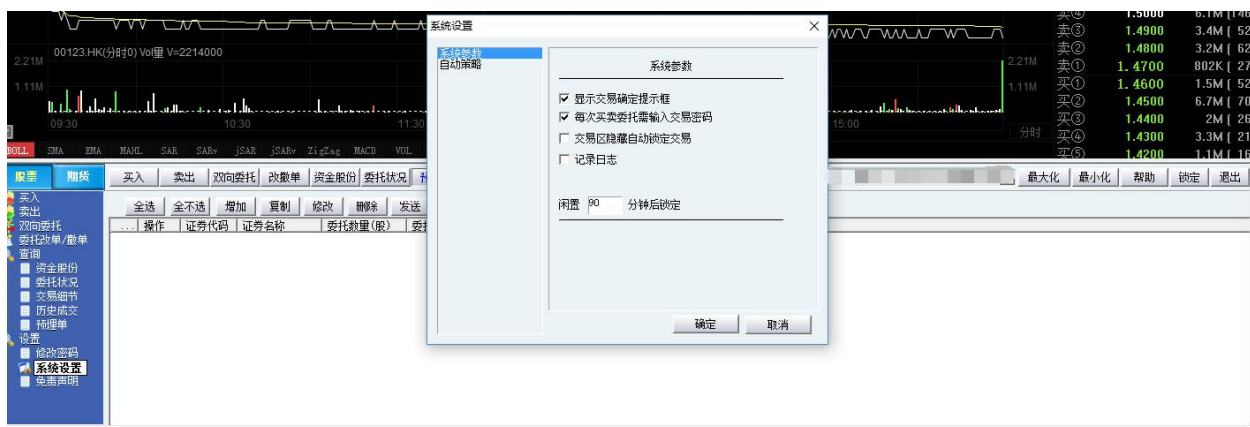 系统设置
卖④ 1.5000 6.1M
00123.HK(分时0) Vol量 V=2214000
卖③ 1.4900 3.4M [ 52
卖② 1.4800 3.2M [ 62
2.21M 2.21M 卖① 1.4700 802K [ 27
1.11M 1.11M 买① 1.4600 1.5M [ 52
买② 1.4500 6.7M [ 70
买③ 1.4400 2M [ 26
09:30 10:30 11:30 15:00 分时 买④ 1.4300 3.3M [ 21
买⑤ 1.4200 1.1M [ 16
BOLL SMA EMA MAHL SAR SARv jSAR jSARv ZigZag MACD VOL
系统参数
自动策略
系统参数
显示交易确定提示框
每次买卖委托需输入交易密码
交易区隐藏自动锁定交易
记录日志
闲置 90 分钟后锁定
确定 取消
股票 期货 买入 卖出 双向委托 改撤单 资金股份 委托状况 最大化 最小化 帮助 锁定 退出
全选 全不选 增加 复制 修改 删除 发送
... 操作 证券代码 证券名称 委托数量(股)
买入
卖出
双向委托
委托改单/撤单
查询
资金股份
委托状况
交易细节
历史成交
预埋单
设置
修改密码
系统设置
免责声明